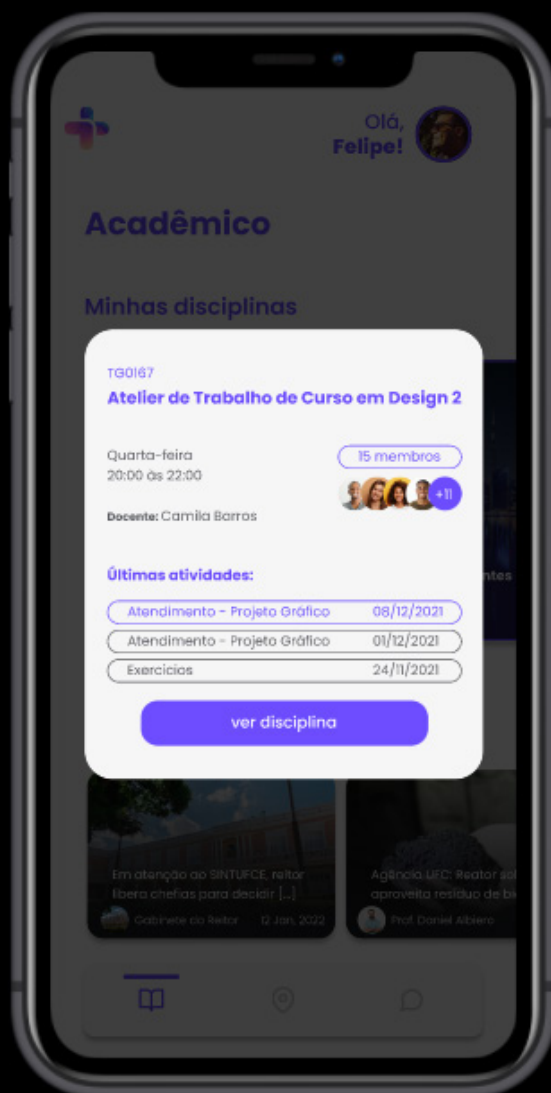 Olá,
Felipe!
Acadêmico
Minhas disciplinas
TG0167
Atelier de Trabalho de Curso em Design 2
Quarta-feira
15 membros
20:00 às 22:00
+11
Docente: Camila Barros
Últimas atividades:
Atendimento - Projeto Gráfico 08/12/2021
Atendimento - Projeto Gráfico 01/12/2021
Exercicios 24/11/2021
ver disciplina
Em atenção ao SINTUFCE, reitor
libera chefias para decidir [...]
Gabinete do Reitor 12 Jan. 2022
Agência UFC: Reator sol
aproveita resíduo de bi
Prof. Daniel Albiero